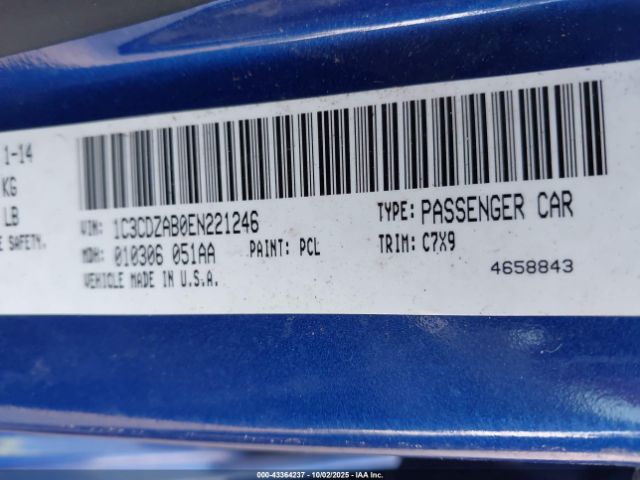 1-14
KG
LB
E SAFETY.
VIN: 1C3CDZAB0EN221246
TYPE: PASSENGER CAR
MDH: 010306 051AA
PAINT: PCL
TRIM: C7X9
VEHICLE MADE IN U.S.A.
4658843
000-43364237 - 10/02/2025 - IAA Inc.